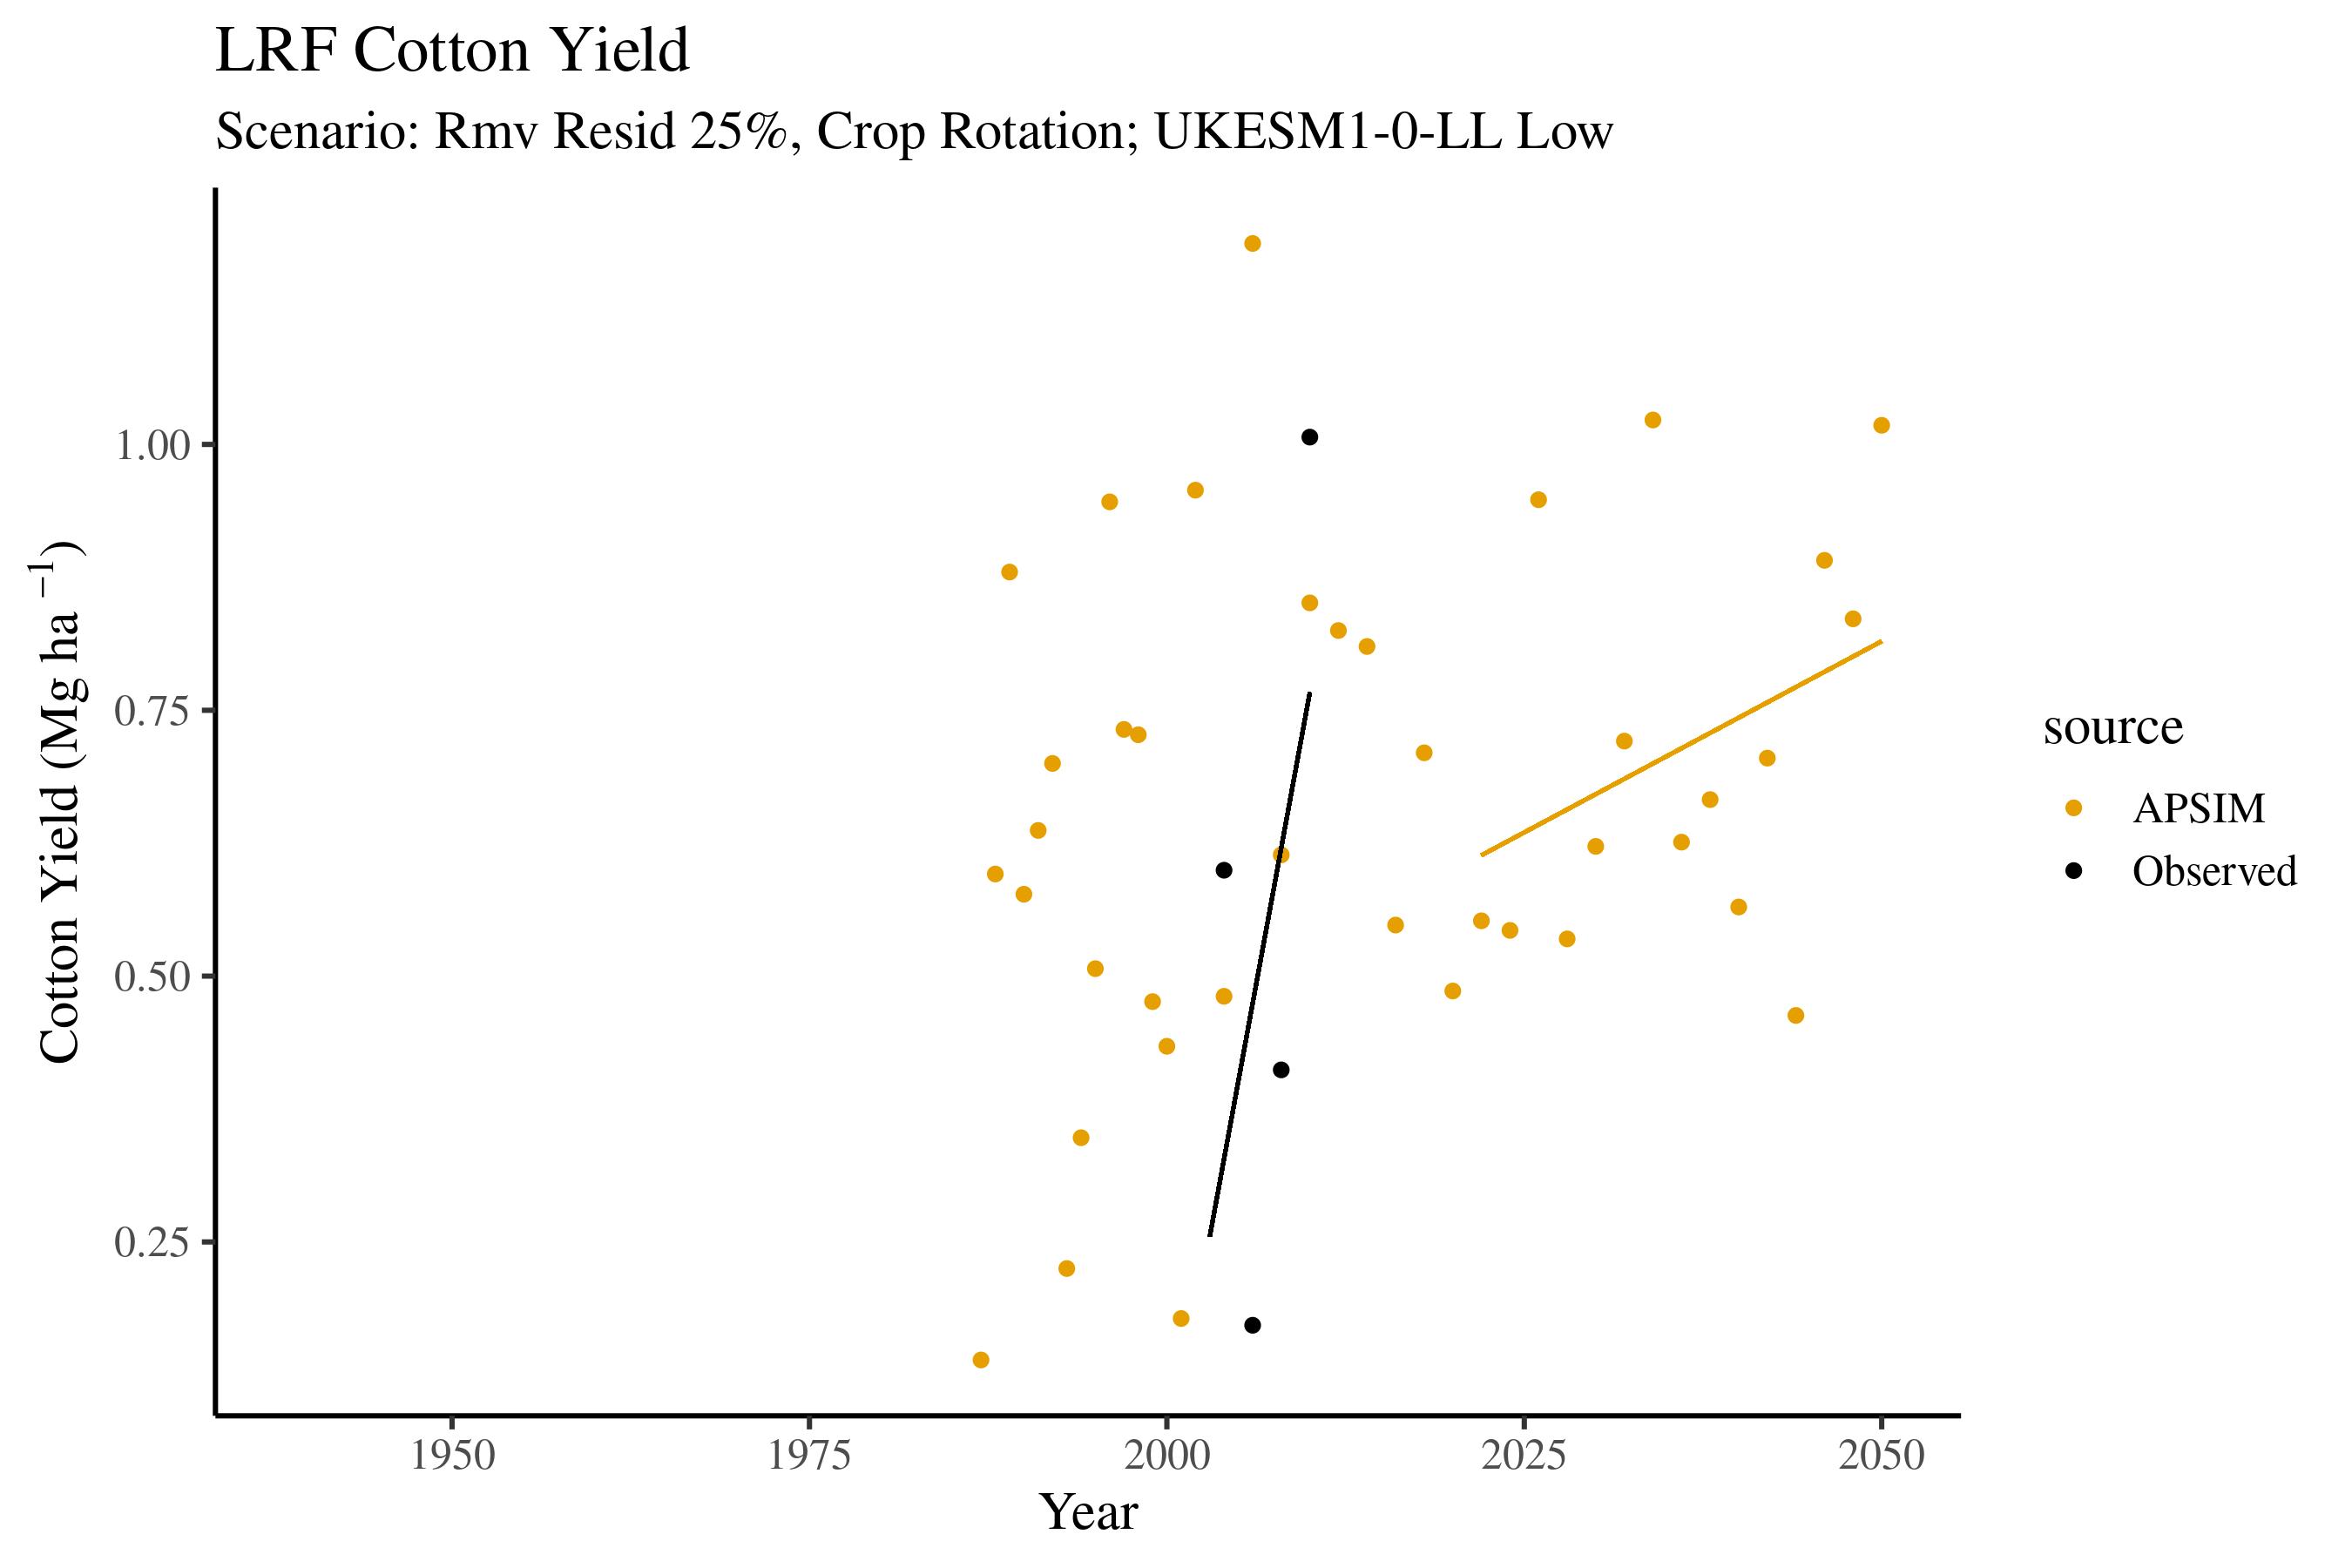 LRF Cotton Yield
Scenario: Rmv Resid 25%, Crop Rotation; UKESM1-0-LL Low
Cotton Yield (Mg ha −1)
1.00
0.75
0.50
0.25
1950 1975 2000 2025 2050
Year
source
APSIM
Observed